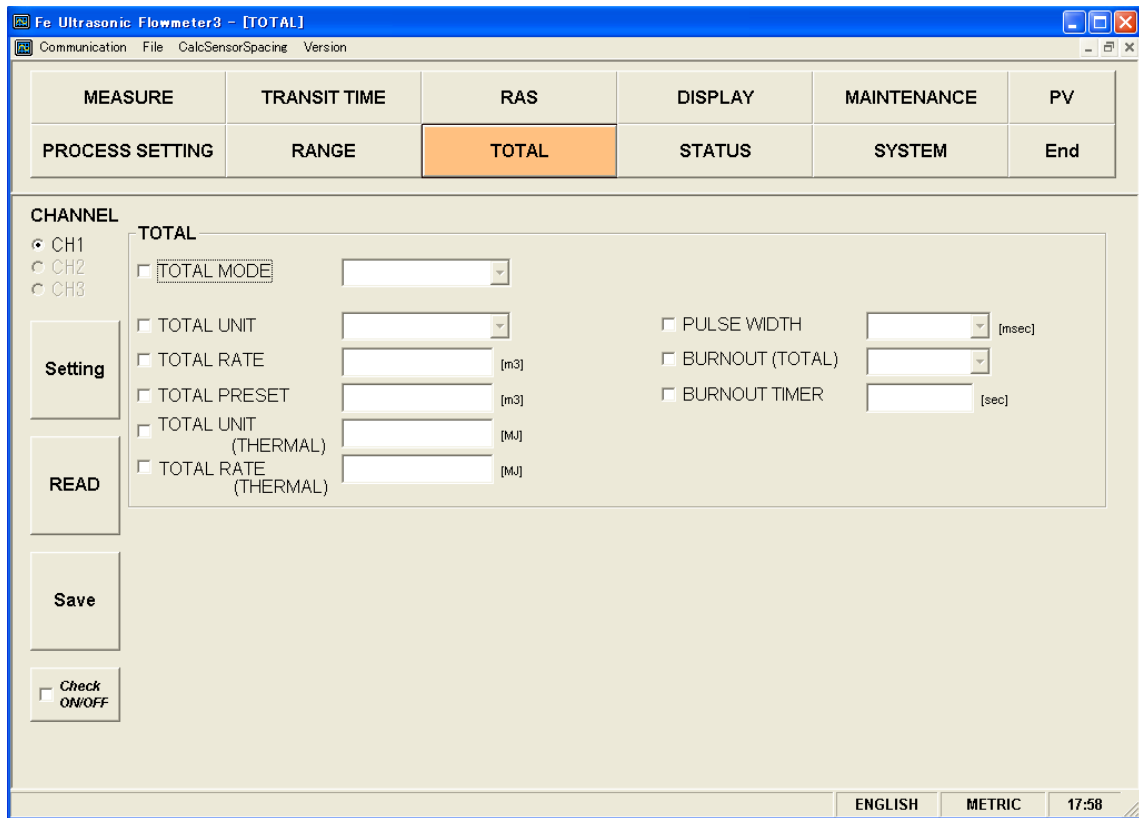 Fe Ultrasonic Flowmeter3 - [TOTAL]
Communication File CalcSensorSpacing Version
MEASURE TRANSIT TIME RAS DISPLAY MAINTENANCE PV
PROCESS SETTING RANGE TOTAL STATUS SYSTEM End
CHANNEL
CH1
CH2
CH3
Setting
READ
Save
Check
ON/OFF
TOTAL
TOTAL MODE
TOTAL UNIT
TOTAL RATE [m3]
TOTAL PRESET [m3]
TOTAL UNIT
(THERMAL) [MJ]
TOTAL RATE
(THERMAL) [MJ]
PULSE WIDTH [msec]
BURNOUT (TOTAL)
BURNOUT TIMER [sec]
ENGLISH METRIC 17:58